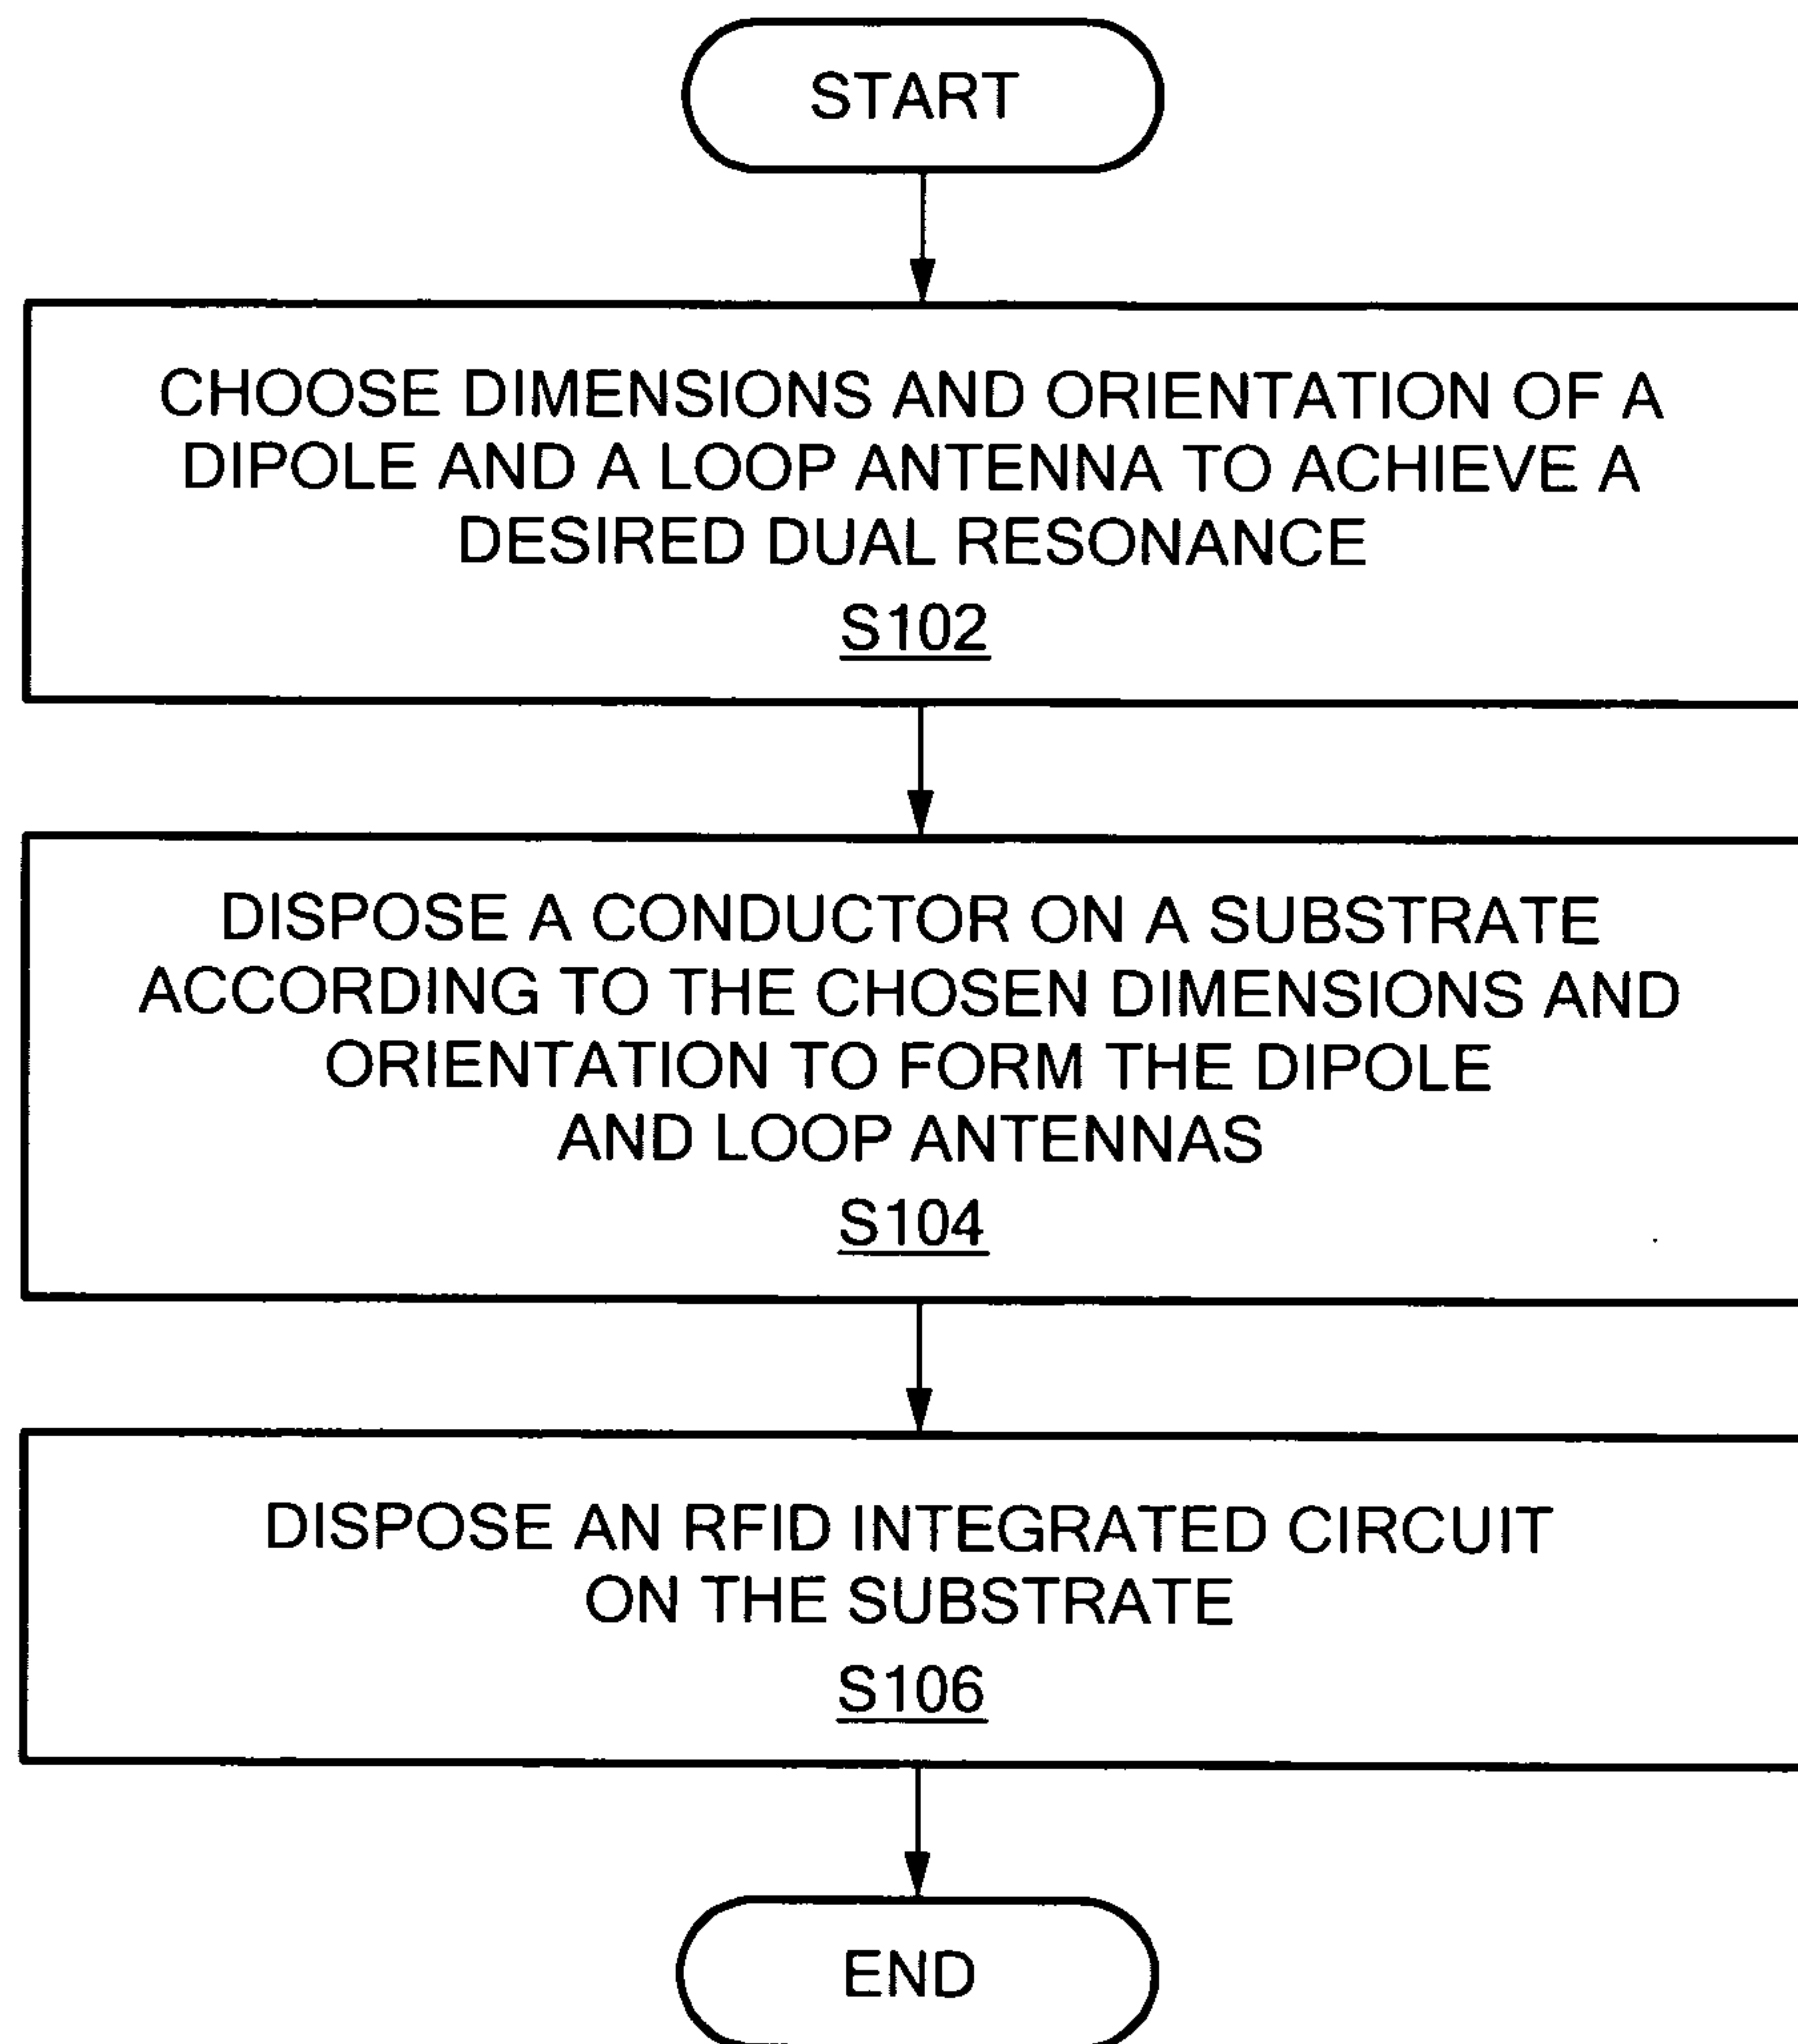 START
CHOOSE DIMENSIONS AND ORIENTATION OF A
DIPOLE AND A LOOP ANTENNA TO ACHIEVE A
DESIRED DUAL RESONANCE
S102
DISPOSE A CONDUCTOR ON A SUBSTRATE
ACCORDING TO THE CHOSEN DIMENSIONS AND
ORIENTATION TO FORM THE DIPOLE
AND LOOP ANTENNAS
S104
DISPOSE AN RFID INTEGRATED CIRCUIT
ON THE SUBSTRATE
S106
END